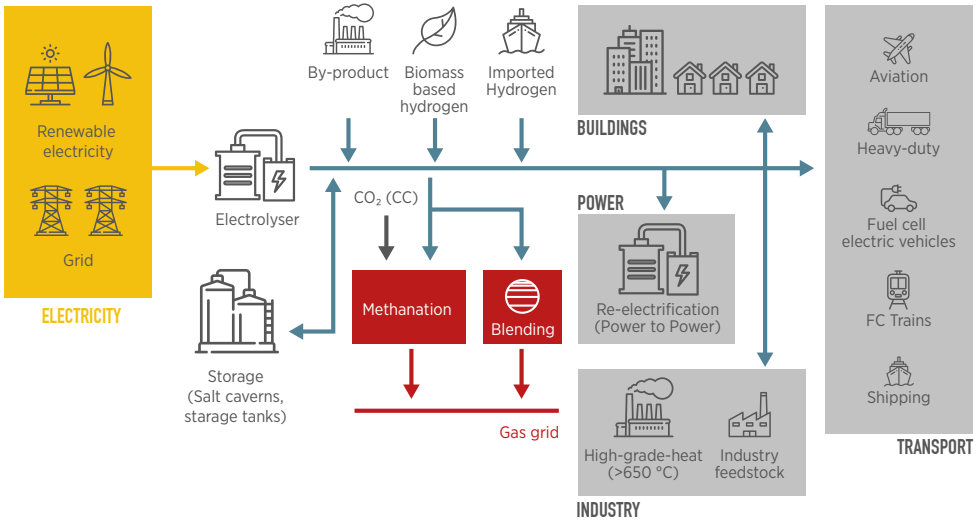 Renewable
electricity
Grid
ELECTRICITY
Electrolyser
Storage
(Salt caverns,
starage tanks)
By-product
Biomass
based
hydrogen
Imported
Hydrogen
CO₂ (CC)
Methanation
Blending
Gas grid
BUILDINGS
POWER
Re-electrification
(Power to Power)
High-grade-heat
(>650 °C)
Industry
feedstock
INDUSTRY
Aviation
Heavy-duty
Fuel cell
electric vehicles
FC Trains
Shipping
TRANSPORT